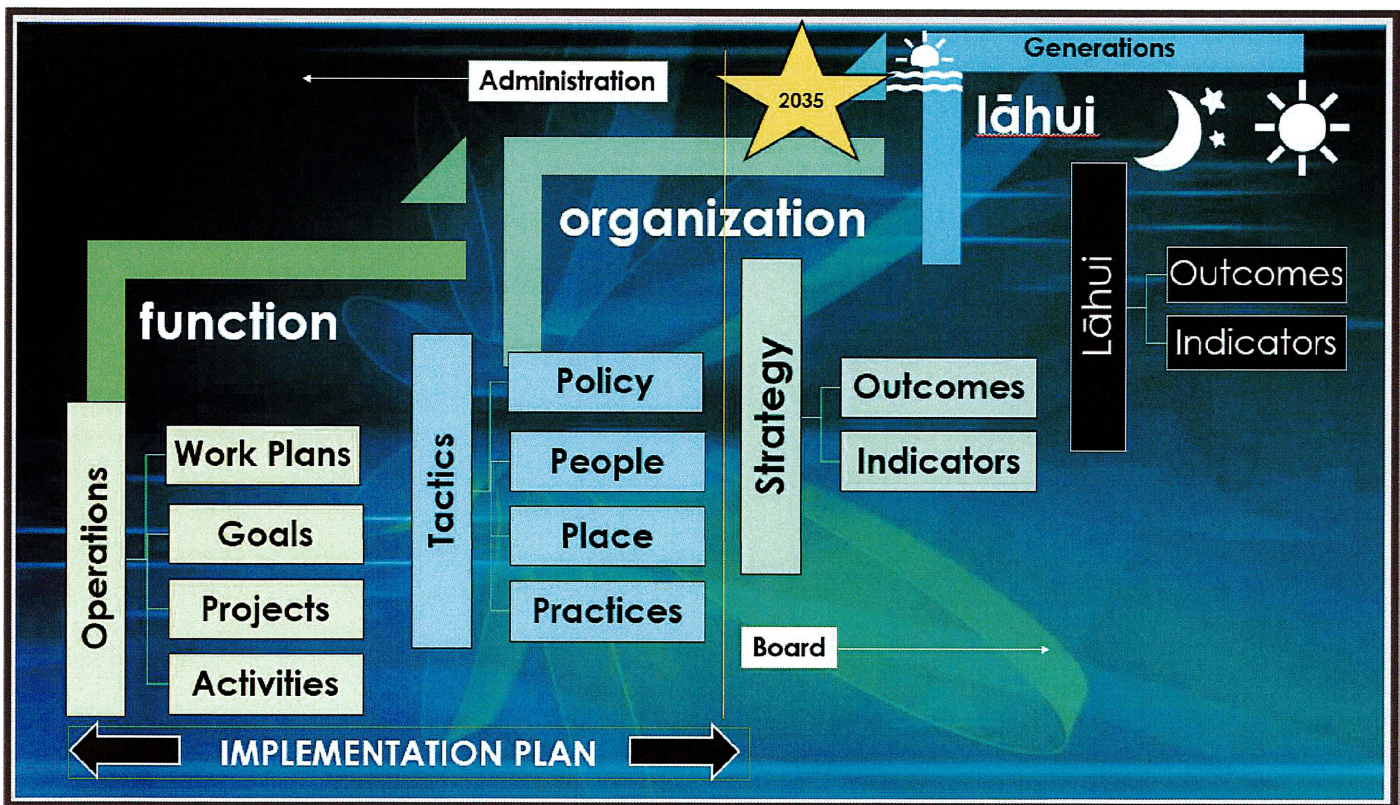 Generations
Administration
2035
lāhui
organization
function
Operations
Work Plans
Goals
Projects
Activities
Tactics
Policy
People
Place
Practices
Strategy
Outcomes
Indicators
Lāhui
Outcomes
Indicators
Board
IMPLEMENTATION PLAN